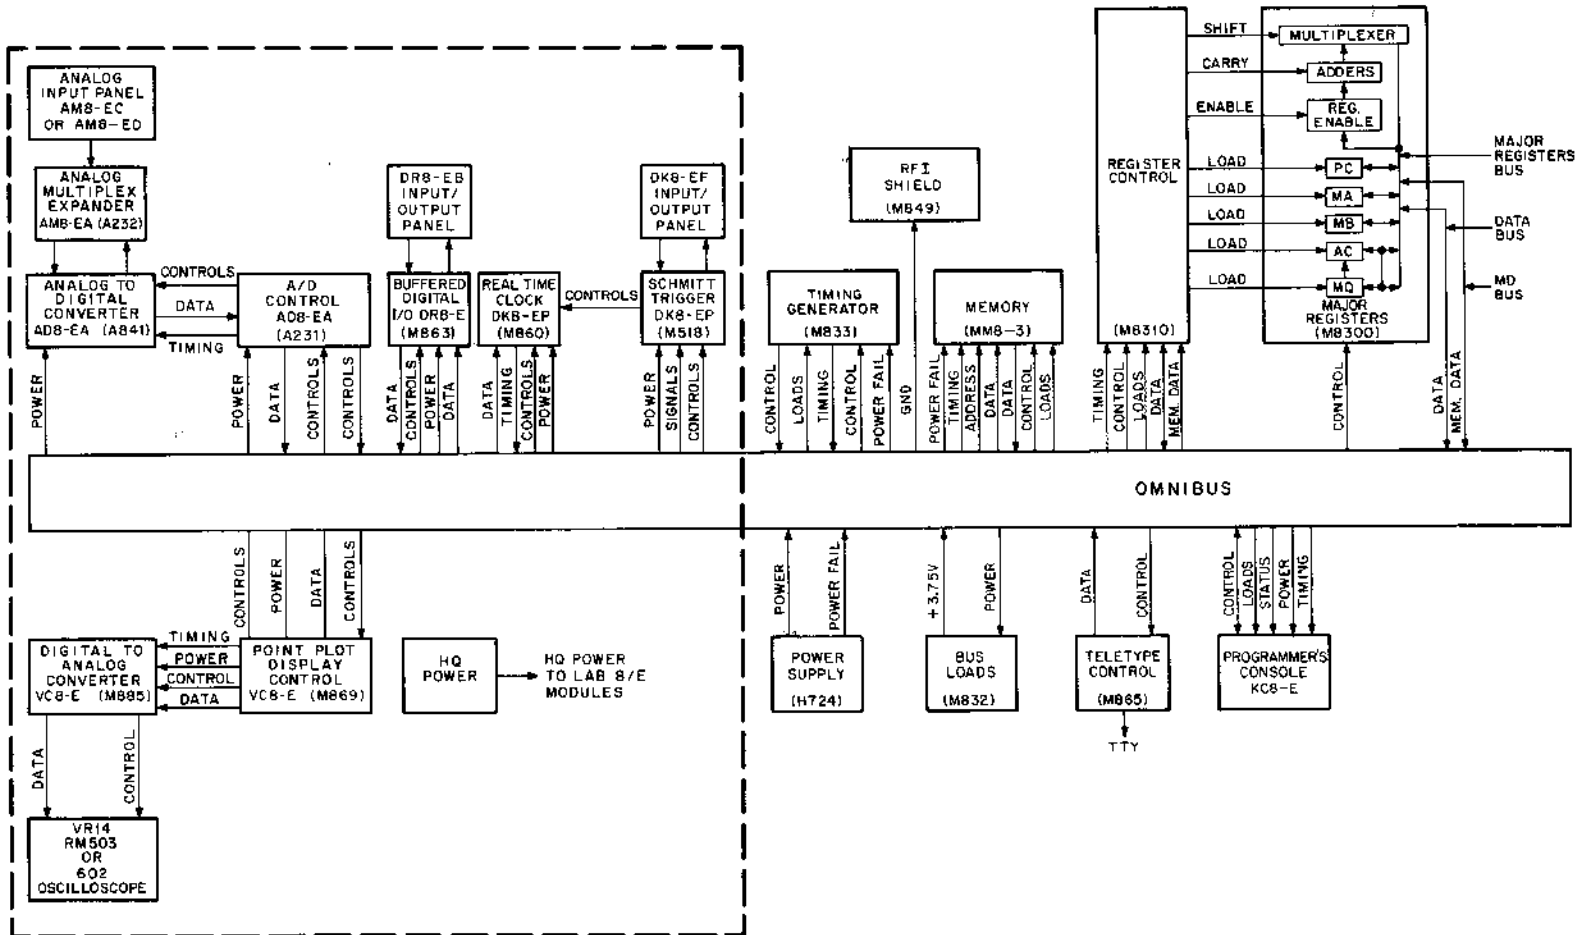 ANALOG
INPUT PANEL
AM8-EC
OR AM8-ED
ANALOG
MULTIPLEX
EXPANDER
AM8-EA (A232)
ANALOG TO
DIGITAL
CONVERTER
AD8-EA (A841)
CONTROLS
DATA
TIMING
A/D
CONTROL
AD8-EA
(A231)
DR8-EB
INPUT/
OUTPUT
PANEL
BUFFERED
DIGITAL
I/O DR8-E
(M863)
REAL TIME
CLOCK
DK8-EP
(M860)
CONTROLS
DK8-EF
INPUT/
OUTPUT
PANEL
SCHMITT
TRIGGER
DK8-EP
(M518)
POWER
POWER
DATA
CONTROLS
CONTROLS
DATA
CONTROLS
POWER
DATA
DATA
TIMING
CONTROLS
POWER
POWER
SIGNALS
CONTROLS
TIMING
GENERATOR
(M833)
CONTROL
LOADS
TIMING
CONTROL
POWER FAIL
RFI
SHIELD
(M849)
GND
MEMORY
(MM8-3)
POWER FAIL
TIMING
ADDRESS
DATA
DATA
CONTROL
LOADS
REGISTER
CONTROL
(M8310)
TIMING
CONTROL
LOADS
DATA
MEM. DATA
SHIFT
CARRY
ENABLE
LOAD
LOAD
LOAD
LOAD
LOAD
MULTIPLEXER
ADDERS
REG.
ENABLE
PC
MA
MB
AC
MQ
MAJOR
REGISTERS
(M8300)
CONTROL
MAJOR
REGISTERS
BUS
DATA
BUS
MD
BUS
DATA
MEM. DATA
OMNIBUS
CONTROLS
POWER
DATA
CONTROLS
DIGITAL TO
ANALOG
CONVERTER
VC8-E (M885)
TIMING
POWER
CONTROL
DATA
POINT PLOT
DISPLAY
CONTROL
VC8-E (M869)
HQ
POWER
HQ POWER
TO LAB 8/E
MODULES
DATA
CONTROL
VR14
RM503
OR
602
OSCILLOSCOPE
POWER
POWER FAIL
POWER
SUPPLY
(H724)
+3.75V
POWER
BUS
LOADS
(M832)
DATA
CONTROL
TELETYPE
CONTROL
(M865)
TTY
CONTROL
LOADS
STATUS
POWER
TIMING
PROGRAMMER'S
CONSOLE
KC8-E